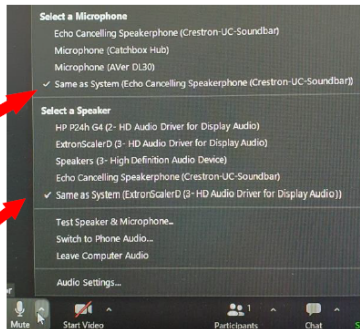 Select a Microphone
Echo Cancelling Speakerphone (Crestron-UC-Soundbar)
Microphone (Catchbox Hub)
Microphone (AVer DL30)
✓ Same as System (Echo Cancelling Speakerphone (Crestron-UC-Soundbar))
Select a Speaker
HP P24h G4 (2- HD Audio Driver for Display Audio)
ExtronScalerD (3- HD Audio Driver for Display Audio)
Speakers (3- High Definition Audio Device)
Echo Cancelling Speakerphone (Crestron-UC-Soundbar)
✓ Same as System (ExtronScalerD (3- HD Audio Driver for Display Audio))
Test Speaker & Microphone...
Switch to Phone Audio...
Leave Computer Audio
Audio Settings...
1
Mute Start Video Participants Chat